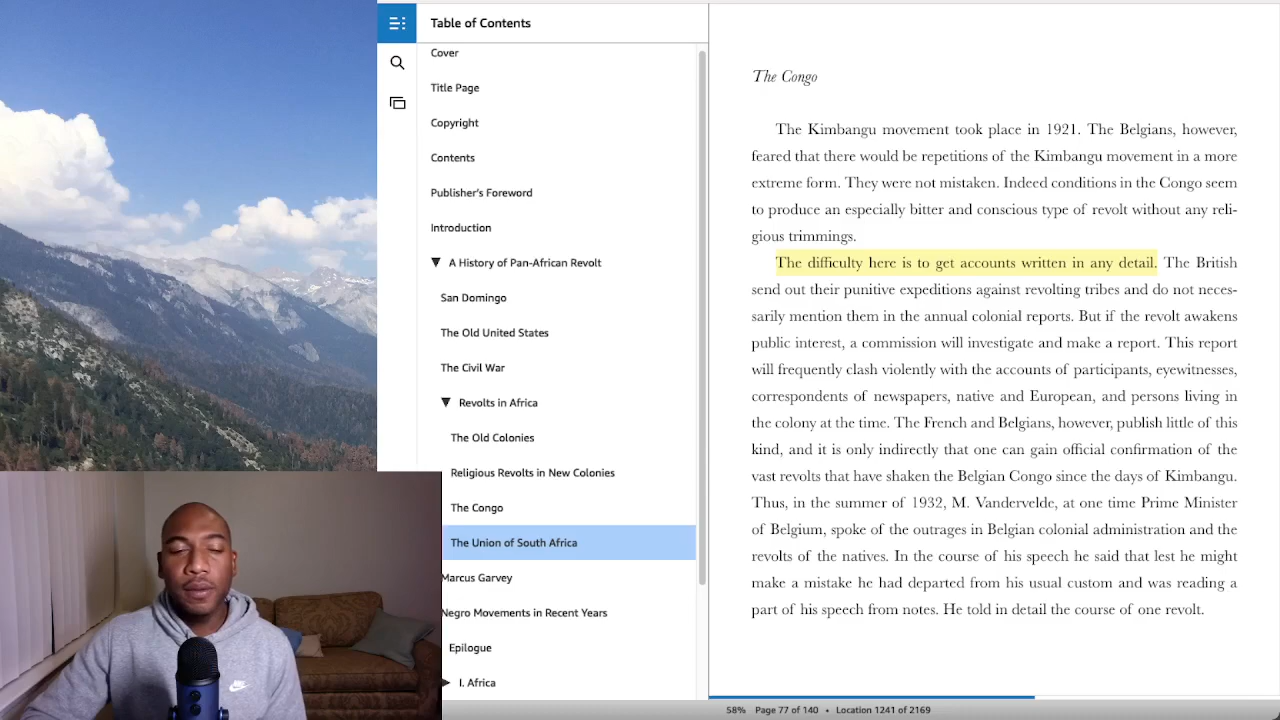 Table of Contents
Cover
Title Page
Copyright
Contents
Publisher's Foreword
Introduction
A History of Pan-African Revolt
San Domingo
The Old United States
The Civil War
Revolts in Africa
The Old Colonies
Religious Revolts in New Colonies
The Congo
The Union of South Africa
Marcus Garvey
Negro Movements in Recent Years
Epilogue
I. Africa
The Congo
The Kimbangu movement took place in 1921. The Belgians, however,
feared that there would be repetitions of the Kimbangu movement in a more
extreme form. They were not mistaken. Indeed conditions in the Congo seem
to produce an especially bitter and conscious type of revolt without any reli-
gious trimmings.
The difficulty here is to get accounts written in any detail. The British
send out their punitive expeditions against revolting tribes and do not neces-
sarily mention them in the annual colonial reports. But if the revolt awakens
public interest, a commission will investigate and make a report. This report
will frequently clash violently with the accounts of participants, eyewitnesses,
correspondents of newspapers, native and European, and persons living in
the colony at the time. The French and Belgians, however, publish little of this
kind, and it is only indirectly that one can gain official confirmation of the
vast revolts that have shaken the Belgian Congo since the days of Kimbangu.
Thus, in the summer of 1932, M. Vandervelde, at one time Prime Minister
of Belgium, spoke of the outrages in Belgian colonial administration and the
revolts of the natives. In the course of his speech he said that lest he might
make a mistake he had departed from his usual custom and was reading a
part of his speech from notes. He told in detail the course of one revolt.
58% Page 77 of 140 • Location 1241 of 2169